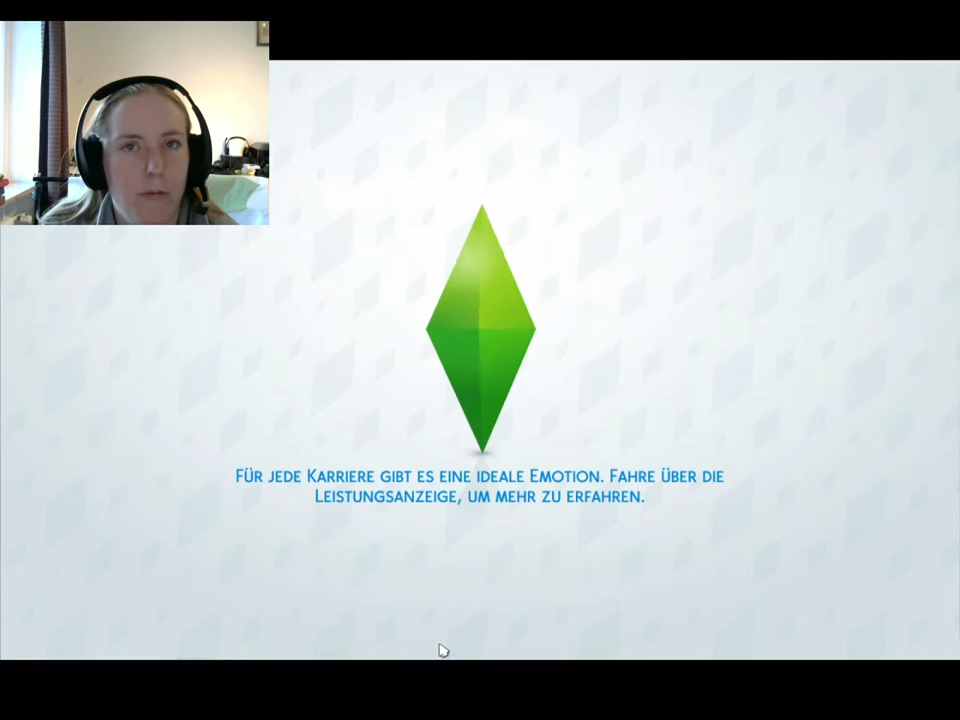 Für jede Karriere gibt es eine ideale Emotion. Fahre über die
Leistungsanzeige, um mehr zu erfahren.